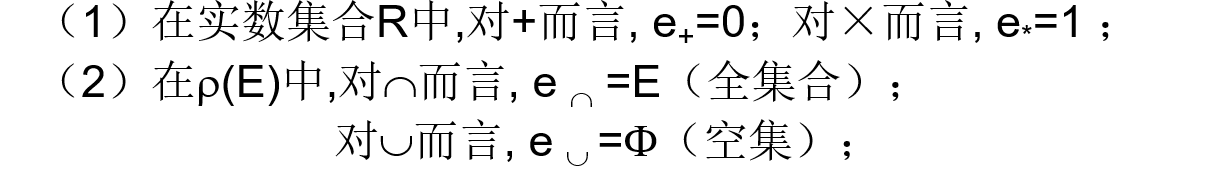 （1）在实数集合R中,对+而言, e+=0；对×而言, e*=1；
（2）在ρ(E)中,对∩而言, e ∩ =E（全集合）；
对∪而言, e ∪ =Φ（空集）；